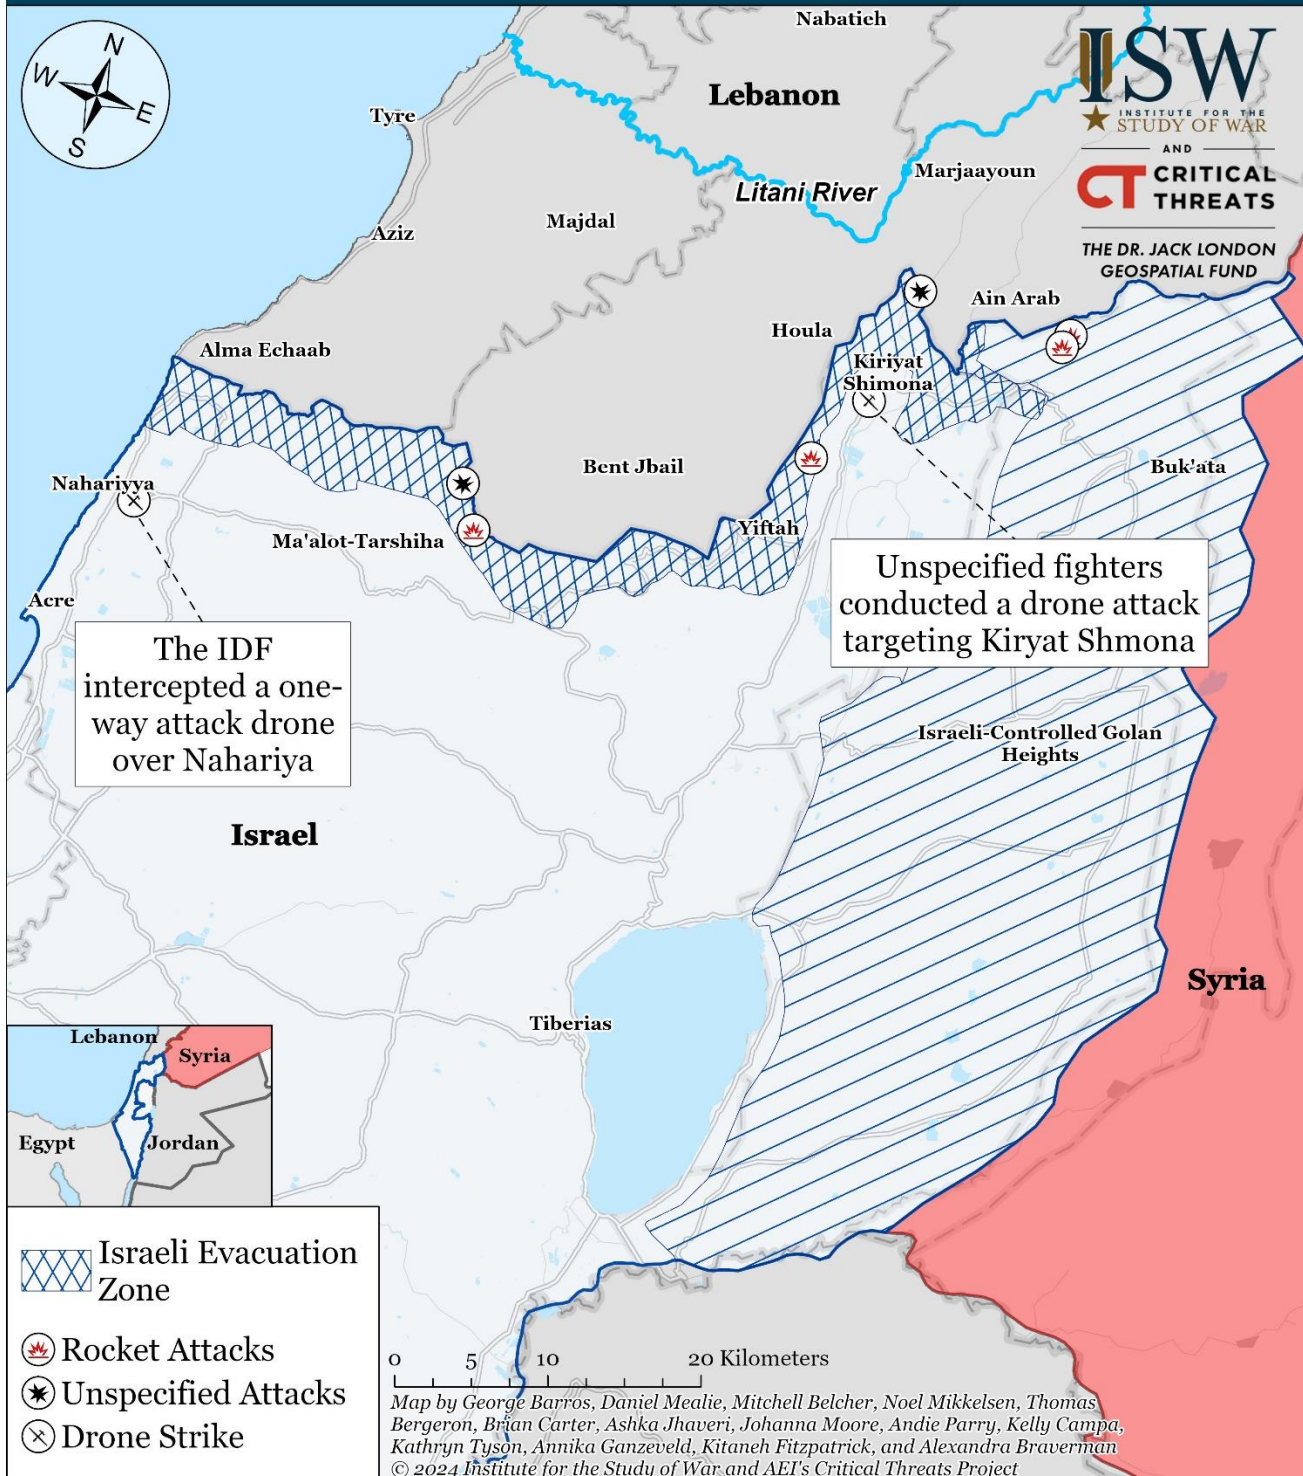 Nabatieh
N
W
E
S
ISW
INSTITUTE FOR THE
STUDY OF WAR
AND
CT CRITICAL
THREATS
THE DR. JACK LONDON
GEOSPATIAL FUND
Lebanon
Tyre
Marjaayoun
Litani River
Majdal
Aziz
Ain Arab
Houla
Alma Echaab
Kiriyat
Shimona
Bent Jbail
Buk'ata
Nahariyya
Yiftah
Ma'alot-Tarshiha
Unspecified fighters
conducted a drone attack
targeting Kiryat Shmona
Acre
The IDF
intercepted a one-
way attack drone
over Nahariya
Israeli-Controlled Golan
Heights
Israel
Syria
Tiberias
Lebanon
Syria
Egypt
Jordan
Israeli Evacuation
Zone
Rocket Attacks
Unspecified Attacks
Drone Strike
0 5 10 20 Kilometers
Map by George Barros, Daniel Mealie, Mitchell Belcher, Noel Mikkelsen, Thomas
Bergeron, Brian Carter, Ashka Jhaveri, Johanna Moore, Andie Parry, Kelly Campa,
Kathryn Tyson, Annika Ganzeveld, Kitaneh Fitzpatrick, and Alexandra Braverman
© 2024 Institute for the Study of War and AEI's Critical Threats Project